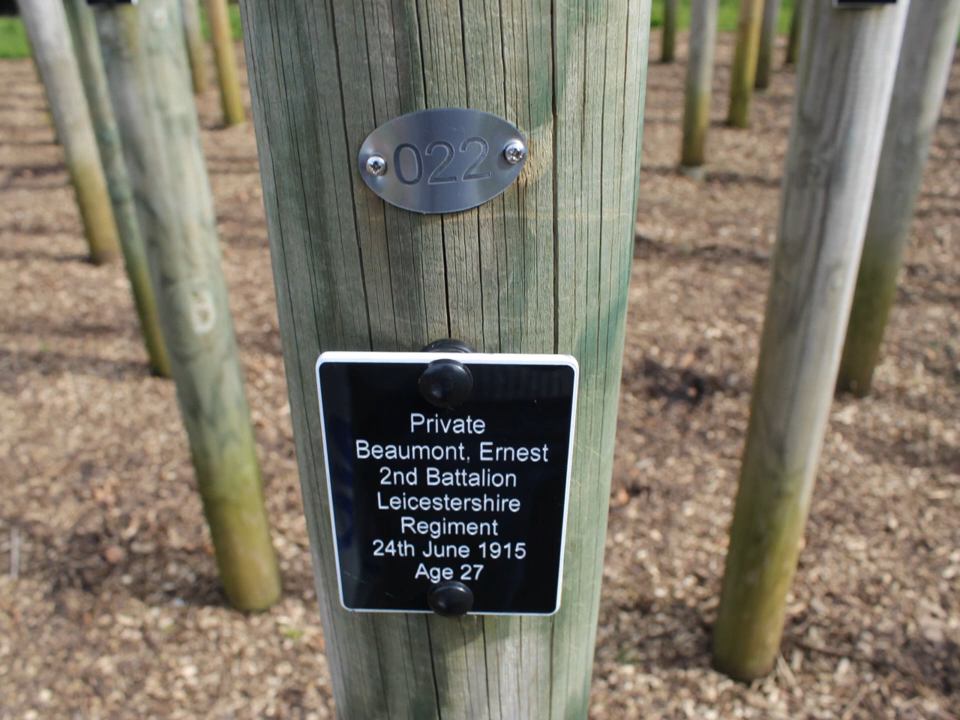 022
Private
Beaumont, Ernest
2nd Battalion
Leicestershire
Regiment
24th June 1915
Age 27